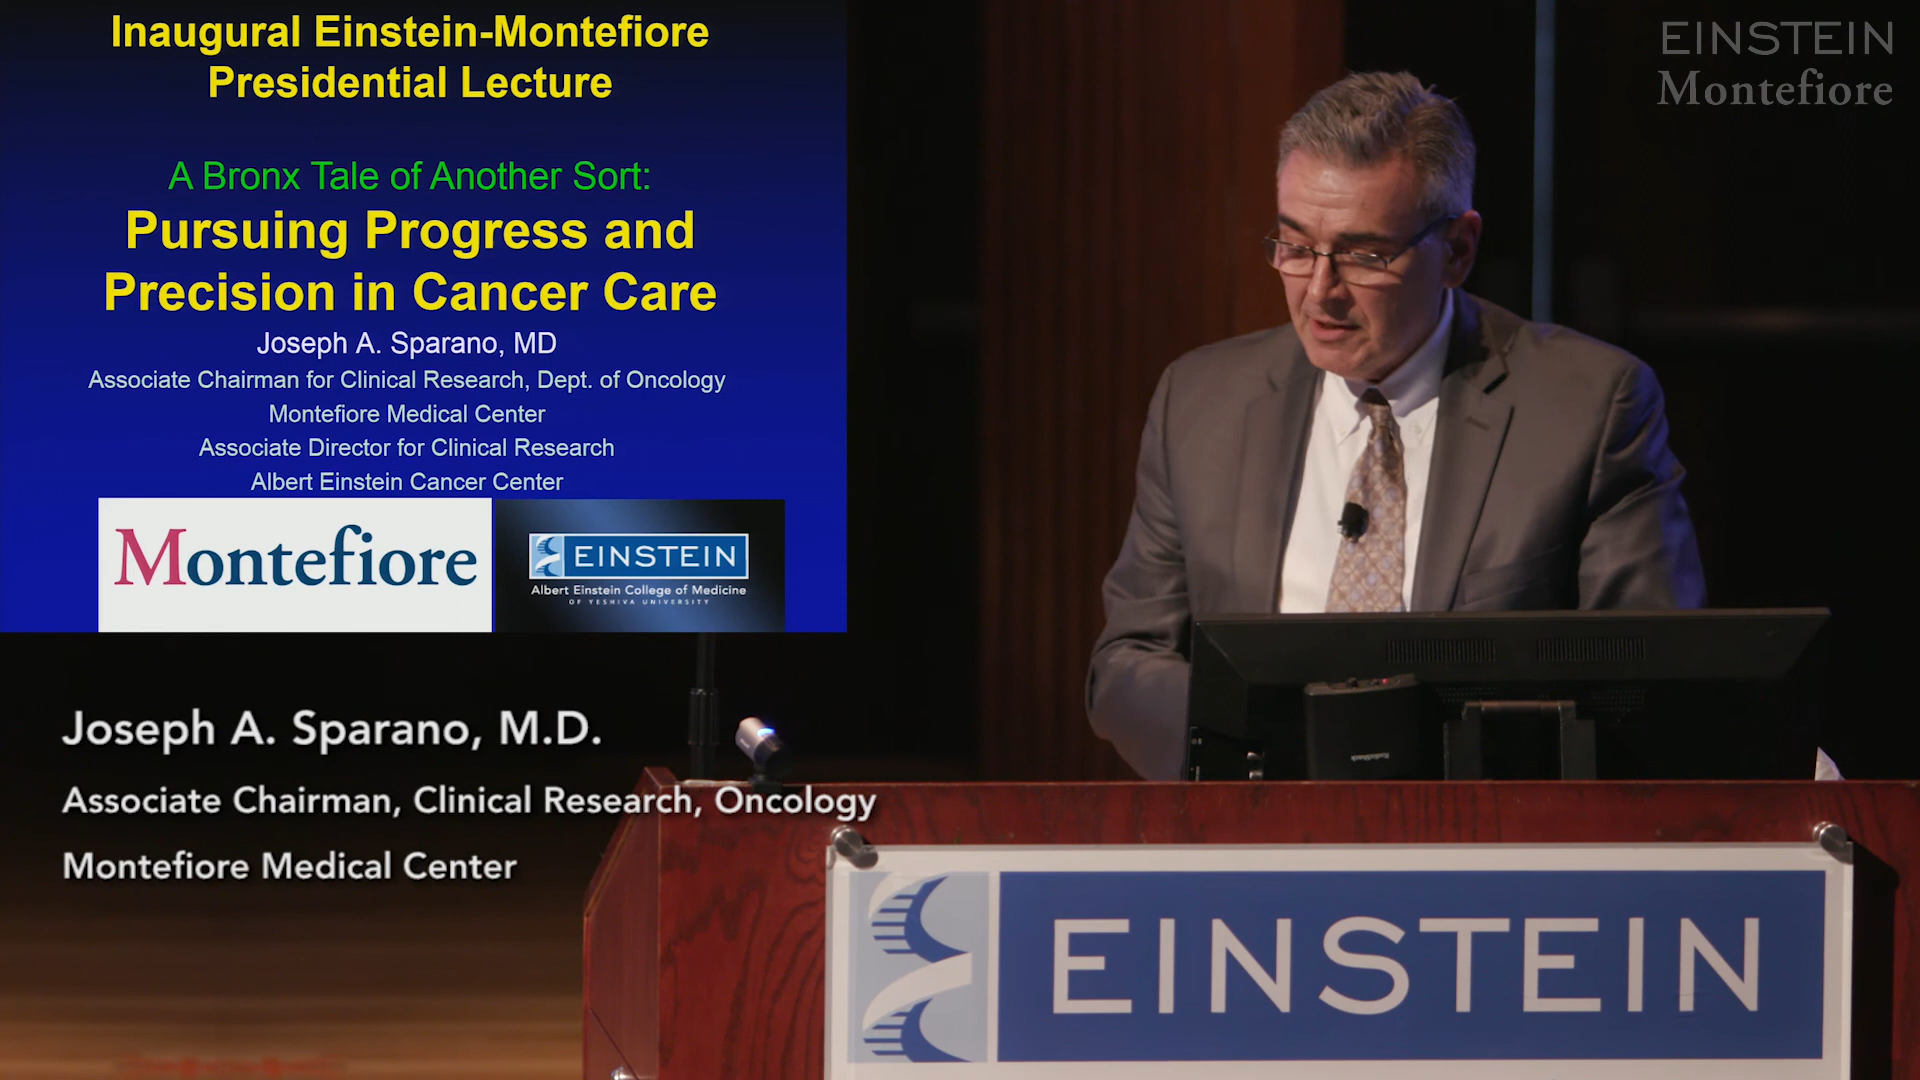 Inaugural Einstein-Montefiore
Presidential Lecture
A Bronx Tale of Another Sort:
Pursuing Progress and
Precision in Cancer Care
Joseph A. Sparano, MD
Associate Chairman for Clinical Research, Dept. of Oncology
Montefiore Medical Center
Associate Director for Clinical Research
Albert Einstein Cancer Center
Montefiore
EINSTEIN
Albert Einstein College of Medicine
OF YESHIVA UNIVERSITY
EINSTEIN
Montefiore
Joseph A. Sparano, M.D.
Associate Chairman, Clinical Research, Oncology
Montefiore Medical Center
RadioShack
EINSTEIN